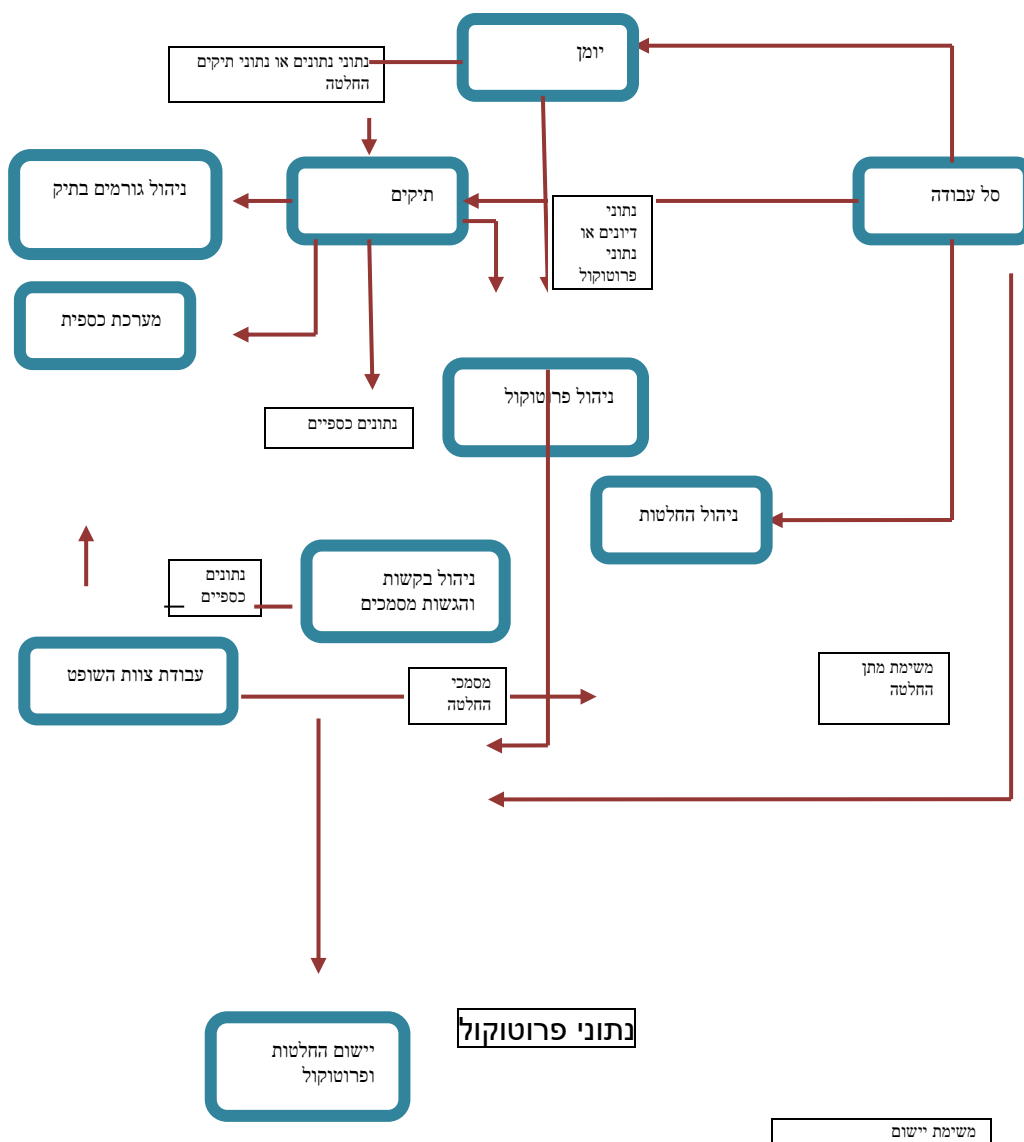 יומן
נתוני נתונים או נתוני תיקים
החלטה
ניהול גורמים בתיק
תיקים
סל עבודה
נתוני
דיונים או
נתוני
פרוטוקול
מערכת כספית
ניהול פרוטוקול
נתונים כספיים
ניהול החלטות
נתונים
כספיים
ניהול בקשות
והגשות מסמכים
עבודת צוות השופט
מסמכי
החלטה
משימת מתן
החלטה
נתוני פרוטוקול
יישום החלטות
ופרוטוקול
משימת יישום